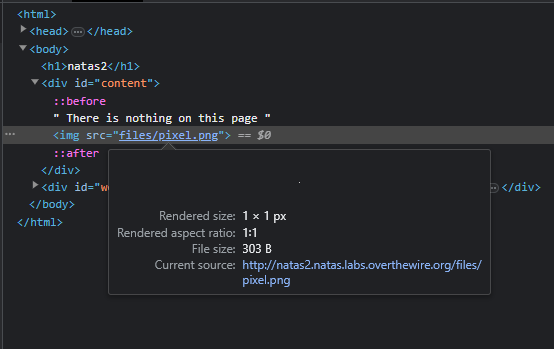 <html>
<head> ... </head>
<body>
<h1>natas2</h1>
<div id="content">
::before
" There is nothing on this page "
... <img src="files/pixel.png"> == $0
::after
</div>
<div id="we ... </div>
</body>
</html>
Rendered size: 1 × 1 px
Rendered aspect ratio: 1:1
File size: 303 B
Current source: http://natas2.natas.labs.overthewire.org/files/
pixel.png